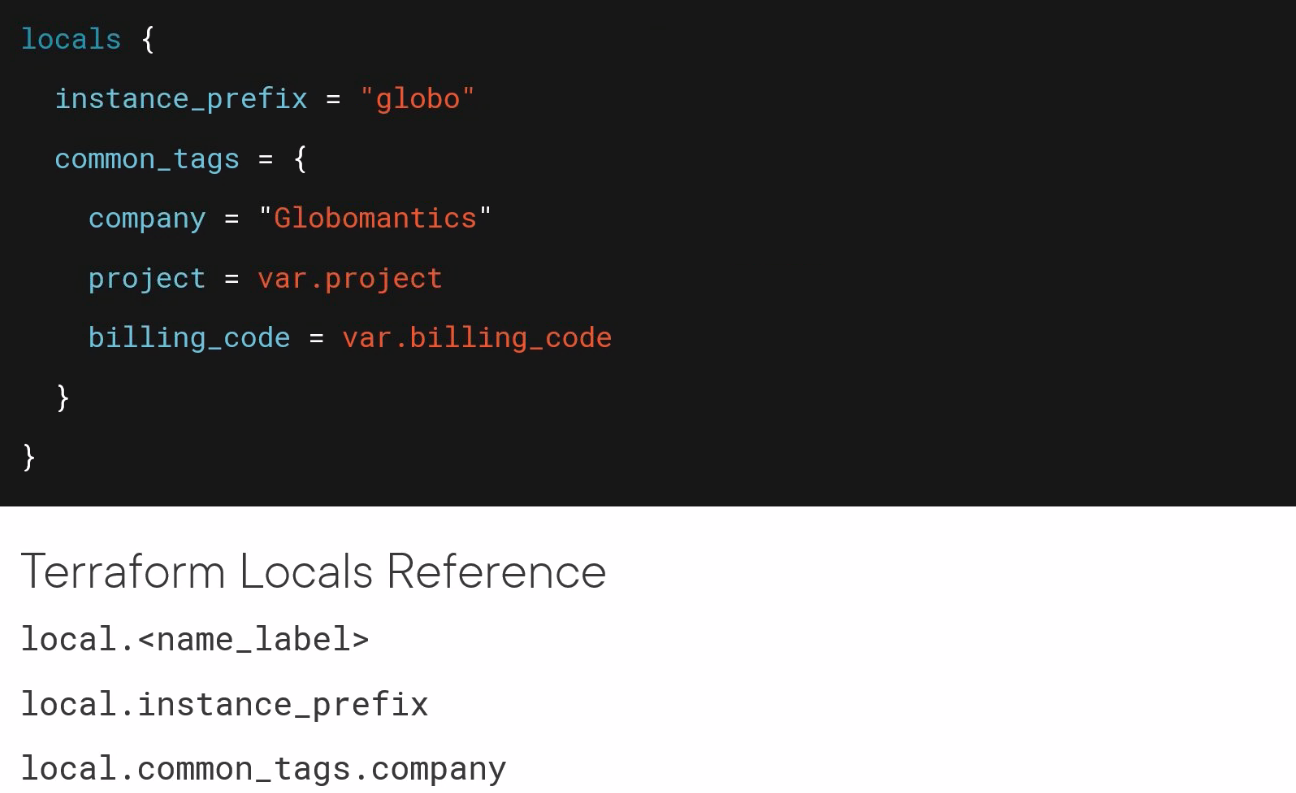 locals {
  instance_prefix = "globo"
  common_tags = {
    company = "Globomantics"
    project = var.project
    billing_code = var.billing_code
  }
}
Terraform Locals Reference
local.<name_label>
local.instance_prefix
local.common_tags.company